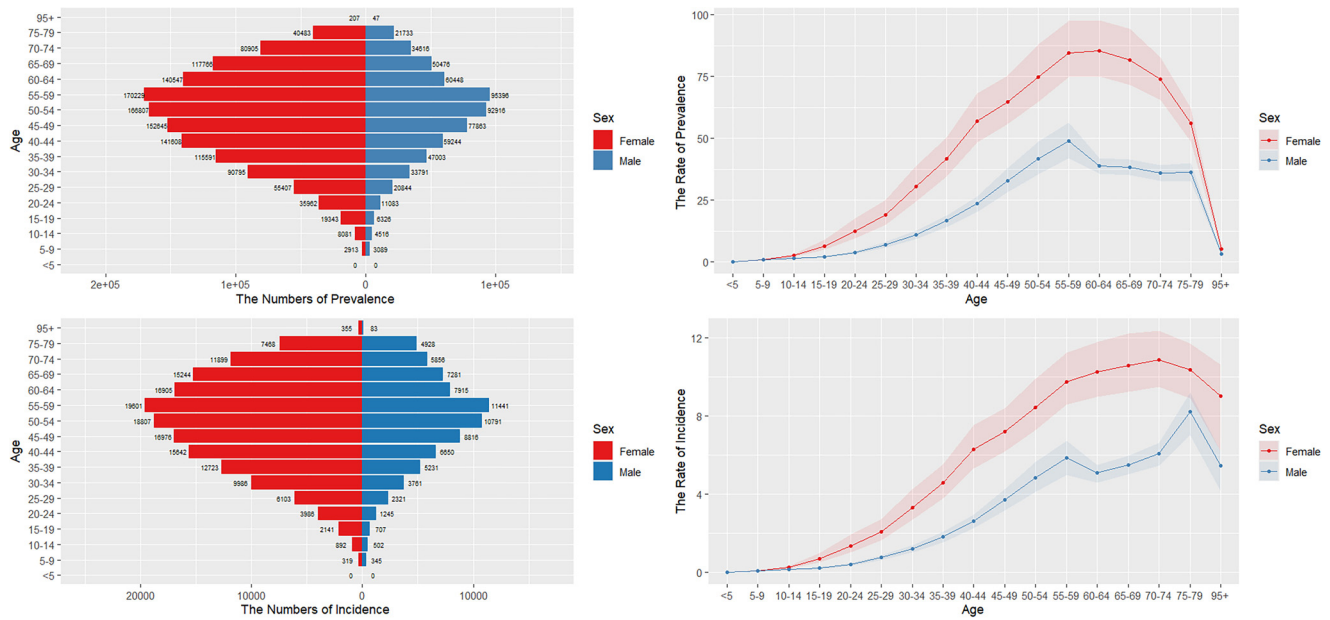 95+ 207 47
75-79 40483 21733
70-74 80905 34616
65-69 117766 50476
60-64 140547 60448
55-59 170229 95396
50-54 166807 92916
45-49 152645 77863
40-44 141608 59244
35-39 115591 47003
30-34 90795 33791
25-29 55407 20844
20-24 35962 11083
15-19 19343 6326
10-14 8081 4516
5-9 2913 3089
<5 0 0
Age
2e+05 1e+05 0 1e+05
The Numbers of Prevalence
Sex
Female
Male
100
75
50
25
0
The Rate of Prevalence
<5 5-9 10-14 15-19 20-24 25-29 30-34 35-39 40-44 45-49 50-54 55-59 60-64 65-69 70-74 75-79 95+
Age
Sex
Female
Male
95+ 355 83
75-79 7468 4928
70-74 11899 5856
65-69 15244 7281
60-64 16905 7915
55-59 19601 11441
50-54 18807 10791
45-49 16976 8816
40-44 15642 6650
35-39 12723 5231
30-34 9986 3761
25-29 6103 2321
20-24 3986 1245
15-19 2141 707
10-14 892 502
5-9 319 345
<5 0 0
Age
20000 10000 0 10000
The Numbers of Incidence
Sex
Female
Male
12
8
4
0
The Rate of Incidence
<5 5-9 10-14 15-19 20-24 25-29 30-34 35-39 40-44 45-49 50-54 55-59 60-64 65-69 70-74 75-79 95+
Age
Sex
Female
Male